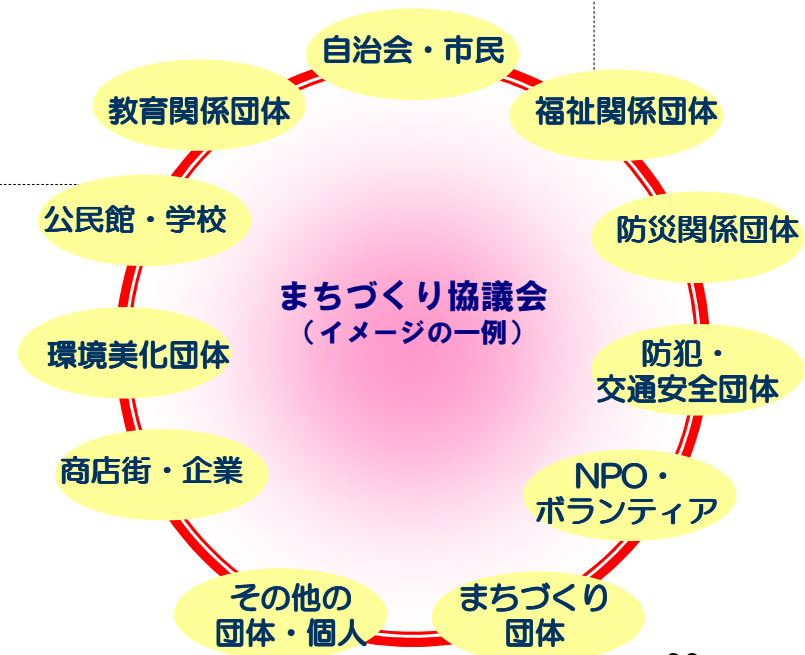 自治会・市民
教育関係団体
福祉関係団体
公民館・学校
防災関係団体
まちづくり協議会
（イメージの一例）
環境美化団体
防犯・
交通安全団体
商店街・企業
NPO・
ボランティア
その他の
団体・個人
まちづくり
団体